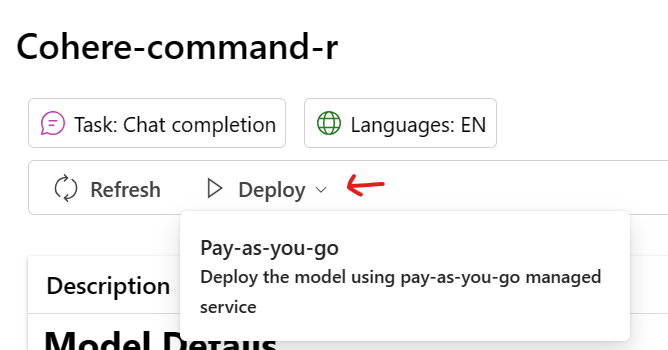 Cohere-command-r
Task: Chat completion
Languages: EN
Refresh
Deploy
Pay-as-you-go
Deploy the model using pay-as-you-go managed
service
Description
Model Details